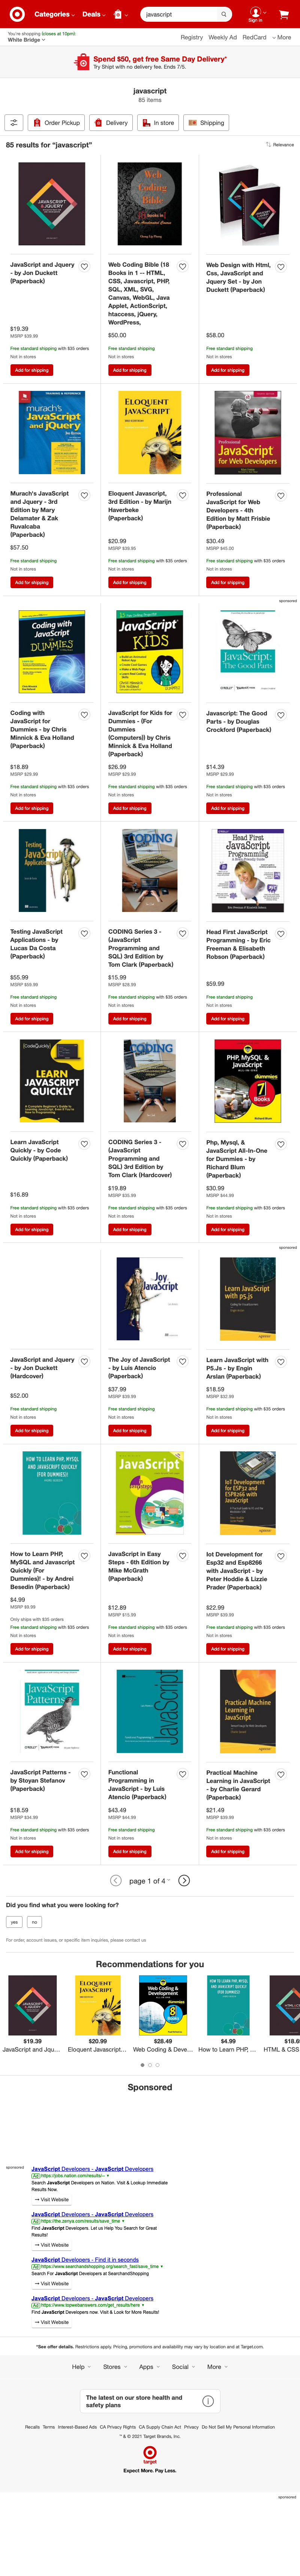 Categories
Deals
javascript
Sign in
You're shopping (closes at 10pm):
White Bridge
Registry
Weekly Ad
RedCard
More
Spend $50, get free Same Day Delivery*
Try Shipt with no delivery fee. Ends 7/5.
javascript
85 items
Order Pickup
Delivery
In store
Shipping
85 results for “javascript”
Relevance
JavaScript and Jquery
- by Jon Duckett
(Paperback)
$19.39
MSRP $39.99
Free standard shipping with $35 orders
Not in stores
Add for shipping
Web Coding Bible (18
Books in 1 -- HTML,
CSS, Javascript, PHP,
SQL, XML, SVG,
Canvas, WebGL, Java
Applet, ActionScript,
htaccess, jQuery,
WordPress,
$50.00
Free standard shipping
Not in stores
Add for shipping
Web Design with Html,
Css, JavaScript and
Jquery Set - by Jon
Duckett (Paperback)
$58.00
Free standard shipping
Not in stores
Add for shipping
Murach's JavaScript
and Jquery - 3rd
Edition by Mary
Delamater & Zak
Ruvalcaba
(Paperback)
$57.50
Free standard shipping
Not in stores
Add for shipping
Eloquent Javascript,
3rd Edition - by Marijn
Haverbeke
(Paperback)
$20.99
MSRP $39.95
Free standard shipping with $35 orders
Not in stores
Add for shipping
Professional
JavaScript for Web
Developers - 4th
Edition by Matt Frisbie
(Paperback)
$30.49
MSRP $45.00
Free standard shipping with $35 orders
Not in stores
Add for shipping
sponsored
Coding with
JavaScript for
Dummies - by Chris
Minnick & Eva Holland
(Paperback)
$18.89
MSRP $29.99
Free standard shipping with $35 orders
Not in stores
Add for shipping
JavaScript for Kids for
Dummies - (For
Dummies
(Computers)) by Chris
Minnick & Eva Holland
(Paperback)
$26.99
MSRP $29.99
Free standard shipping with $35 orders
Not in stores
Add for shipping
Javascript: The Good
Parts - by Douglas
Crockford (Paperback)
$14.39
MSRP $29.99
Free standard shipping with $35 orders
Not in stores
Add for shipping
Testing JavaScript
Applications - by
Lucas Da Costa
(Paperback)
$55.99
MSRP $59.99
Free standard shipping
Not in stores
Add for shipping
CODING Series 3 -
(JavaScript
Programming and
SQL) 3rd Edition by
Tom Clark (Paperback)
$15.99
MSRP $29.99
Free standard shipping with $35 orders
Not in stores
Add for shipping
Head First JavaScript
Programming - by Eric
Freeman & Elisabeth
Robson (Paperback)
$59.99
Free standard shipping
Not in stores
Add for shipping
Learn JavaScript
Quickly - by Code
Quickly (Paperback)
$16.89
Free standard shipping with $35 orders
Not in stores
Add for shipping
CODING Series 3 -
(JavaScript
Programming and
SQL) 3rd Edition by
Tom Clark (Hardcover)
$19.89
MSRP $35.99
Free standard shipping with $35 orders
Not in stores
Add for shipping
Php, Mysql, &
JavaScript All-In-One
for Dummies - by
Richard Blum
(Paperback)
$30.99
MSRP $44.99
Free standard shipping with $35 orders
Not in stores
Add for shipping
sponsored
JavaScript and Jquery
- by Jon Duckett
(Hardcover)
$52.00
Free standard shipping
Not in stores
Add for shipping
The Joy of JavaScript
- by Luis Atencio
(Paperback)
$37.99
MSRP $39.99
Free standard shipping
Not in stores
Add for shipping
Learn JavaScript with
P5.Js - by Engin
Arslan (Paperback)
$18.59
MSRP $32.99
Free standard shipping with $35 orders
Not in stores
Add for shipping
How to Learn PHP,
MySQL and Javascript
Quickly (For
Dummies)! - by Andrei
Besedin (Paperback)
$4.99
MSRP $9.99
Only ships with $35 orders
Free standard shipping with $35 orders
Not in stores
Add for shipping
JavaScript in Easy
Steps - 6th Edition by
Mike McGrath
(Paperback)
$12.89
MSRP $15.99
Free standard shipping with $35 orders
Not in stores
Add for shipping
Iot Development for
Esp32 and Esp8266
with JavaScript - by
Peter Hoddie & Lizzie
Prader (Paperback)
$22.99
MSRP $39.99
Free standard shipping with $35 orders
Not in stores
Add for shipping
JavaScript Patterns -
by Stoyan Stefanov
(Paperback)
$18.59
MSRP $34.99
Free standard shipping with $35 orders
Not in stores
Add for shipping
Functional
Programming in
JavaScript - by Luis
Atencio (Paperback)
$43.49
MSRP $44.99
Free standard shipping
Not in stores
Add for shipping
Practical Machine
Learning in JavaScript
- by Charlie Gerard
(Paperback)
$21.49
MSRP $39.99
Free standard shipping with $35 orders
Not in stores
Add for shipping
page 1 of 4
Did you find what you were looking for?
yes
no
For order, account issues, or specific item inquiries, please contact us
Recommendations for you
$19.39
JavaScript and Jqu...
$20.99
Eloquent Javascript...
$28.49
Web Coding & Deve...
$4.99
How to Learn PHP, ...
$18.6
HTML & CSS
Sponsored
sponsored
JavaScript Developers - JavaScript Developers
Ad https://jobs.nation.com/results/--
Search JavaScript Developers on Nation. Visit & Lookup Immediate
Results Now.
Visit Website
JavaScript Developers - JavaScript Developers
Ad https://the.zenya.com/results/save_time
Find JavaScript Developers. Let us Help You Search for Great
Results!
Visit Website
JavaScript Developers - Find it in seconds
Ad https://www.searchandshopping.org/search_fast/save_time
Search For JavaScript Developers at SearchandShopping
Visit Website
JavaScript Developers - JavaScript Developers
Ad https://www.topwebanswers.com/get_results/here
Find JavaScript Developers now. Visit & Look for More Results!
Visit Website
*See offer details. Restrictions apply. Pricing, promotions and availability may vary by location and at Target.com.
Help
Stores
Apps
Social
More
The latest on our store health and
safety plans
Recalls Terms Interest-Based Ads CA Privacy Rights CA Supply Chain Act Privacy Do Not Sell My Personal Information
™ & © 2021 Target Brands, Inc.
target
Expect More. Pay Less.
sponsored